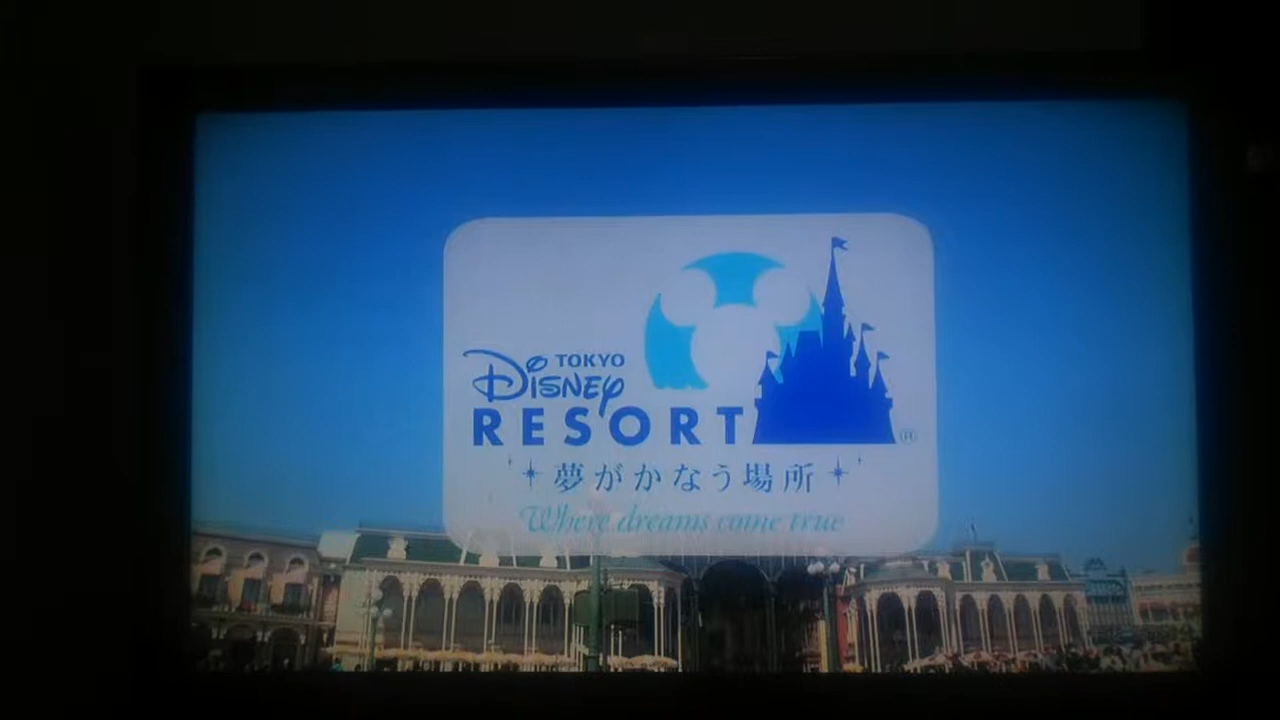 TOKYO
Disney
RESORT
®
夢がかなう場所
Where dreams come true